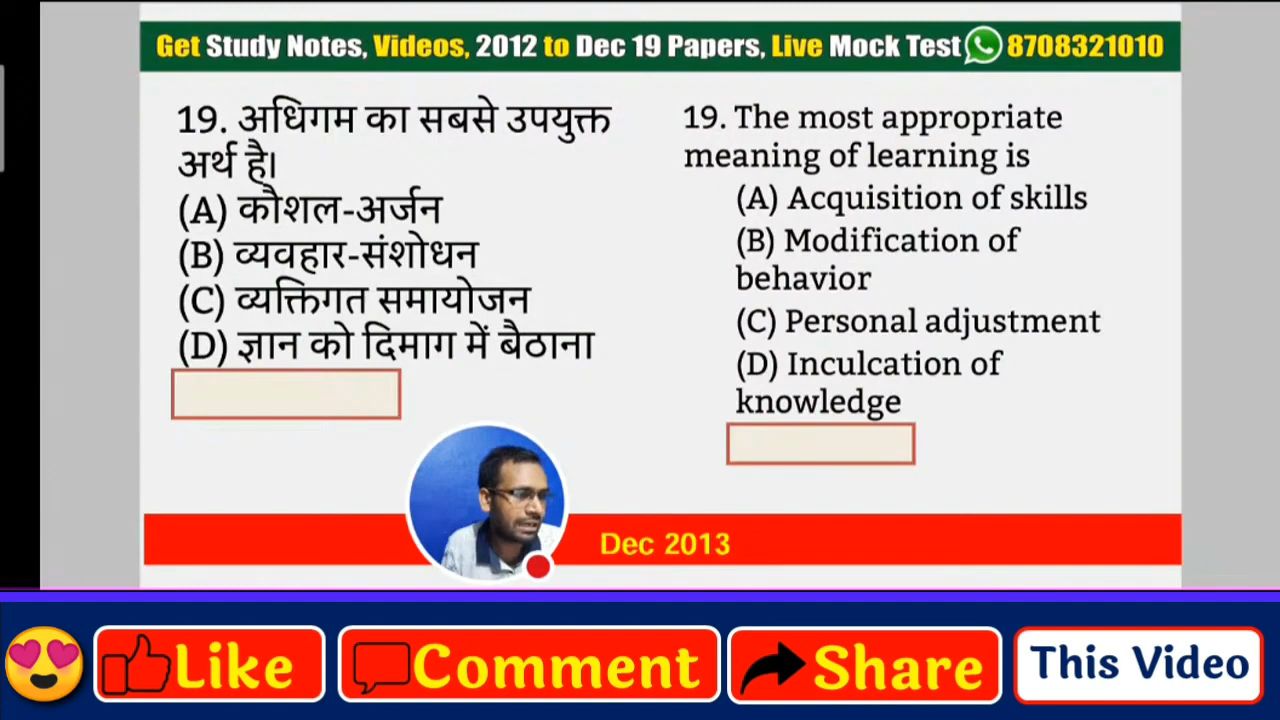 Get Study Notes, Videos, 2012 to Dec 19 Papers, Live Mock Test 8708321010
19. अधिगम का सबसे उपयुक्त
अर्थ है।
(A) कौशल-अर्जन
(B) व्यवहार-संशोधन
(C) व्यक्तिगत समायोजन
(D) ज्ञान को दिमाग में बैठाना
19. The most appropriate
meaning of learning is
(A) Acquisition of skills
(B) Modification of
behavior
(C) Personal adjustment
(D) Inculcation of
knowledge
Dec 2013
Like
Comment
Share
This Video